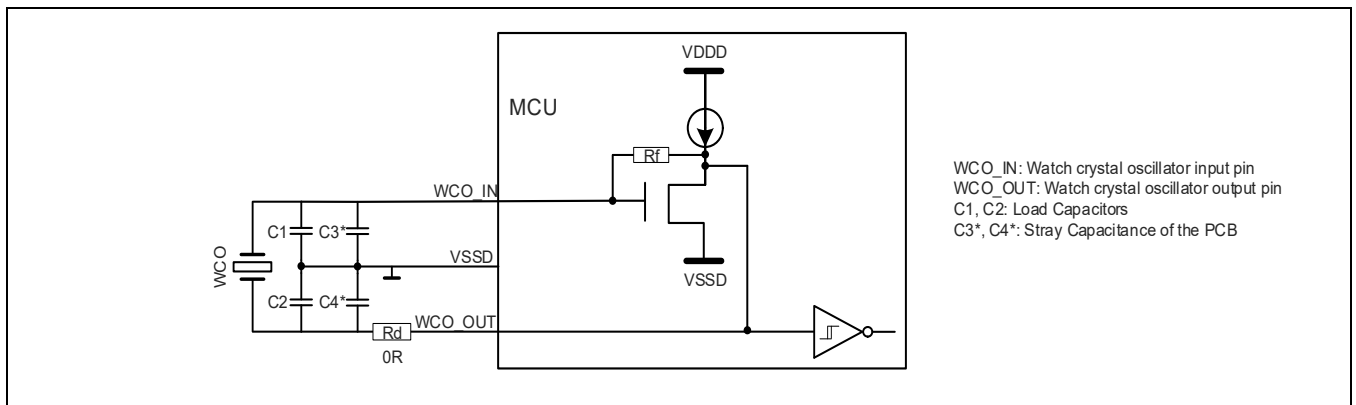 VDDD
MCU
Rf
WCO_IN
C1
C3*
VSSD
WCO
VSSD
C2
C4*
WCO_OUT
Rd
0R
WCO_IN: Watch crystal oscillator input pin
WCO_OUT: Watch crystal oscillator output pin
C1, C2: Load Capacitors
C3*, C4*: Stray Capacitance of the PCB